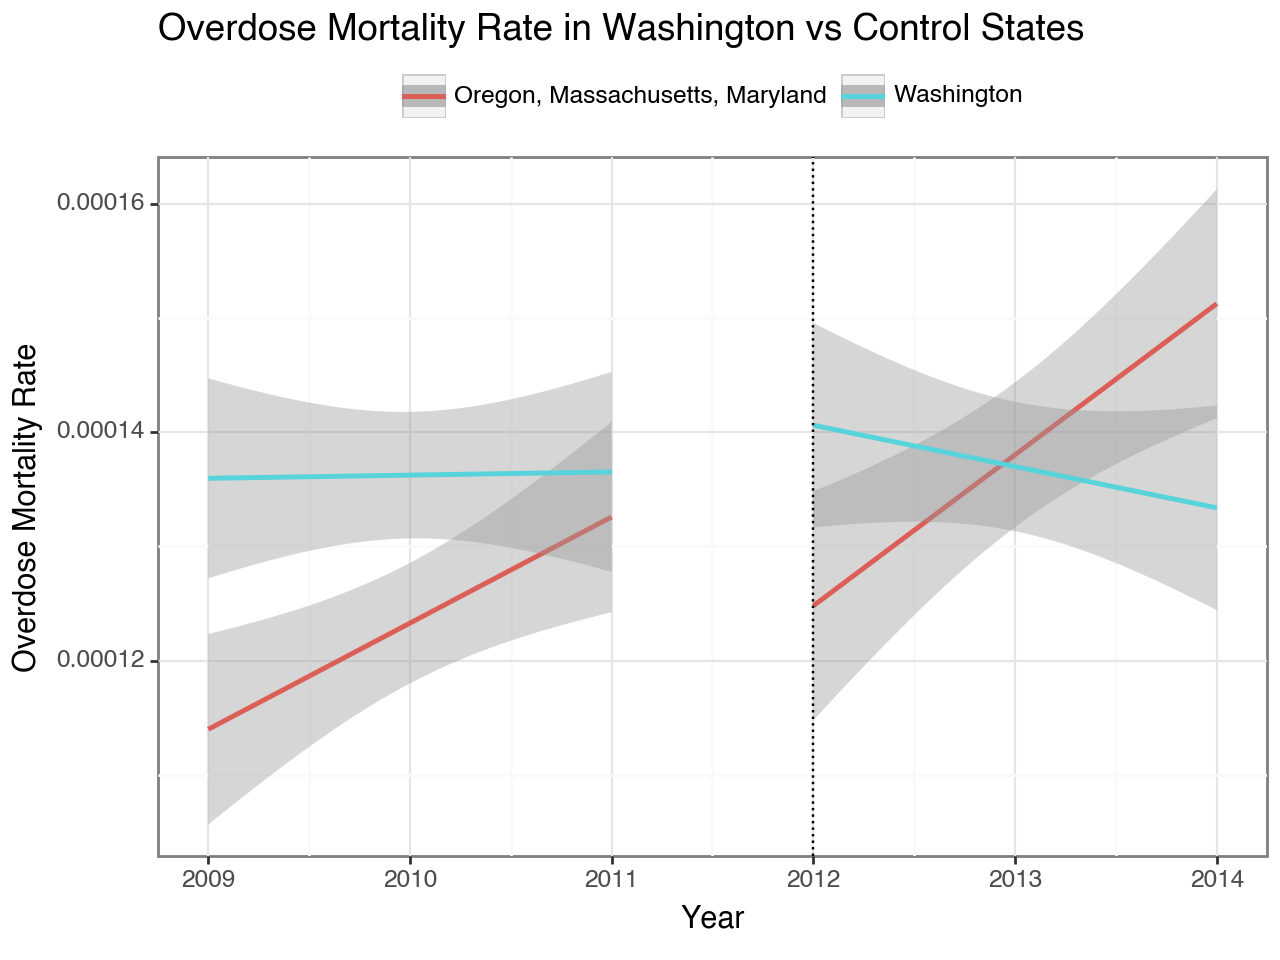 Overdose Mortality Rate in Washington vs Control States
Oregon, Massachusetts, Maryland
Washington
Overdose Mortality Rate
0.00016
0.00014
0.00012
2009 2010 2011 2012 2013 2014
Year